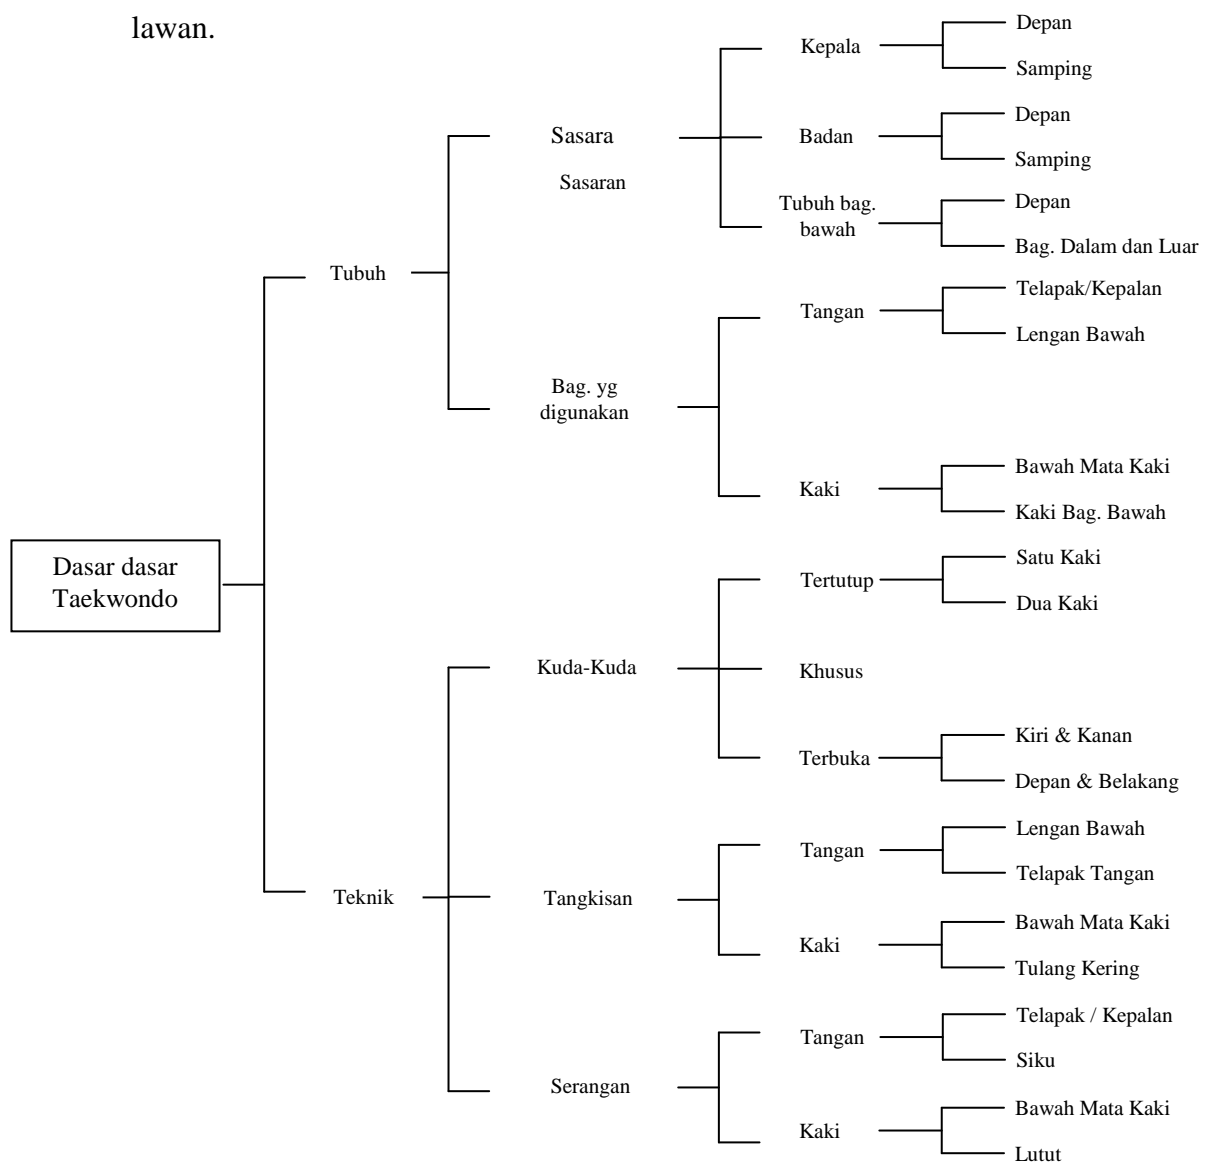 lawan.
Dasar dasar
Taekwondo
Tubuh
Sasara
Sasaran
Kepala
Depan
Samping
Badan
Depan
Samping
Tubuh bag.
bawah
Depan
Bag. Dalam dan Luar
Bag. yg
digunakan
Tangan
Telapak/Kepalan
Lengan Bawah
Kaki
Bawah Mata Kaki
Kaki Bag. Bawah
Teknik
Kuda-Kuda
Tertutup
Satu Kaki
Dua Kaki
Khusus
Terbuka
Kiri & Kanan
Depan & Belakang
Tangkisan
Tangan
Lengan Bawah
Telapak Tangan
Kaki
Bawah Mata Kaki
Tulang Kering
Serangan
Tangan
Telapak / Kepalan
Siku
Kaki
Bawah Mata Kaki
Lutut